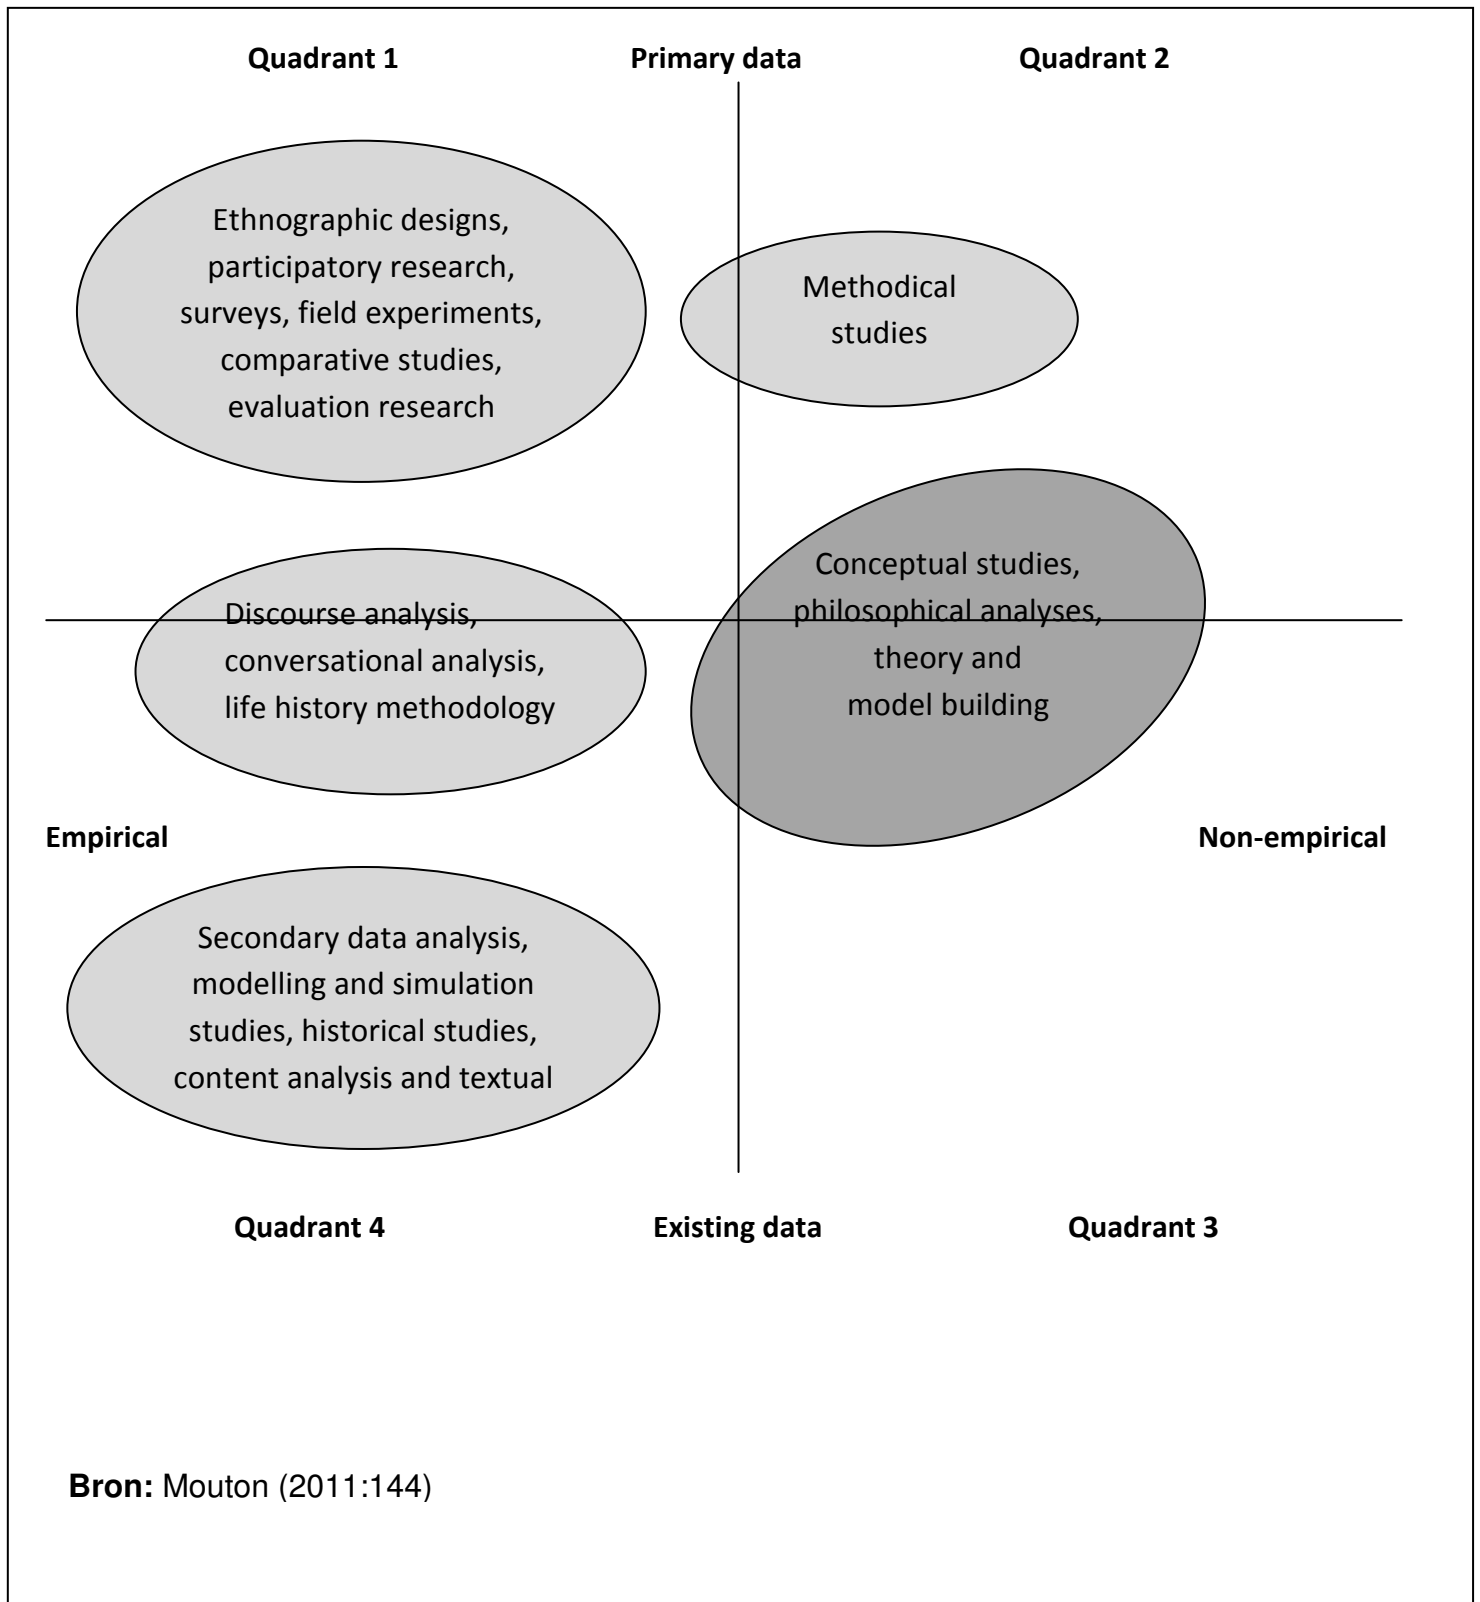 Quadrant 1 Primary data Quadrant 2
Ethnographic designs,
participatory research,
surveys, field experiments,
comparative studies,
evaluation research
Methodical
studies
Conceptual studies,
philosophical analyses,
theory and
model building
Discourse analysis,
conversational analysis,
life history methodology
Empirical Non-empirical
Secondary data analysis,
modelling and simulation
studies, historical studies,
content analysis and textual
Quadrant 4 Existing data Quadrant 3
Bron: Mouton (2011:144)